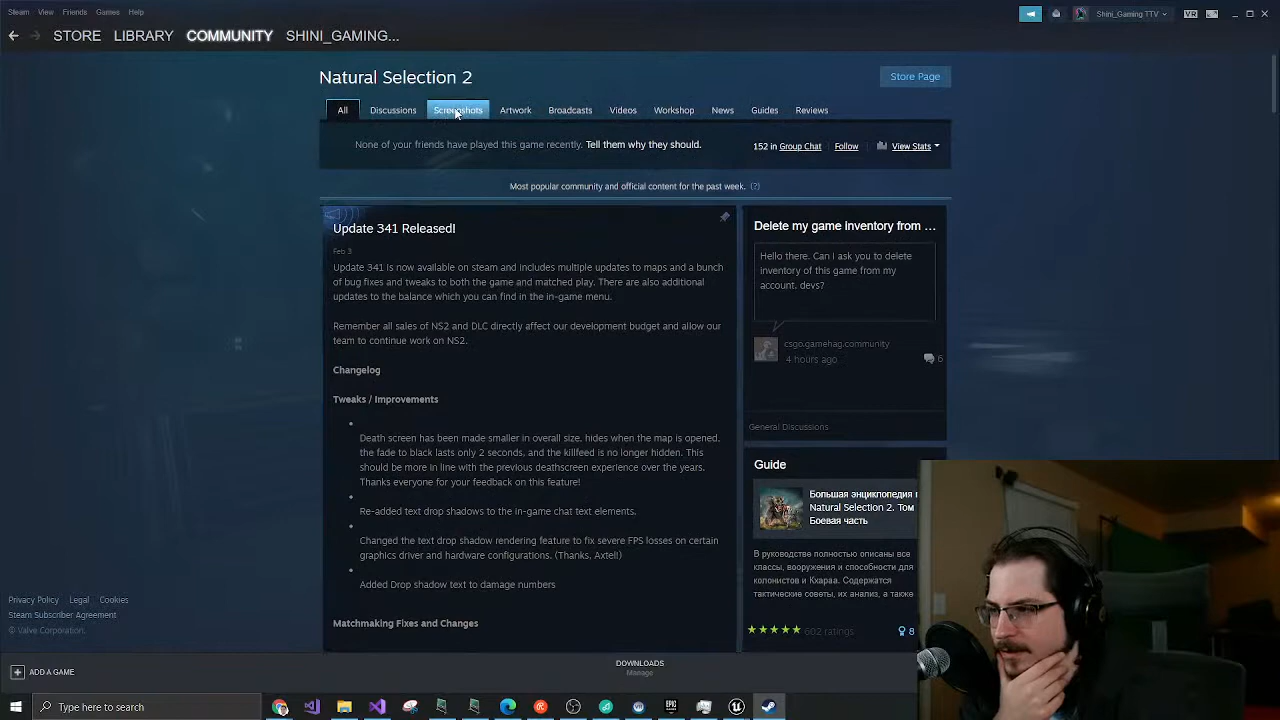 Steam View Friends Games Help
Shini_Gaming TTV
VR
STORE LIBRARY COMMUNITY SHINI_GAMING...
Natural Selection 2
Store Page
All Discussions Screenshots Artwork Broadcasts Videos Workshop News Guides Reviews
None of your friends have played this game recently. Tell them why they should.
152 in Group Chat Follow View Stats
Most popular community and official content for the past week. (?)
Update 341 Released!
Feb 3
Update 341 is now available on steam and includes multiple updates to maps and a bunch
of bug fixes and tweaks to both the game and matched play. There are also additional
updates to the balance which you can find in the in-game menu.
Remember all sales of NS2 and DLC directly affect our development budget and allow our
team to continue work on NS2.
Changelog
Tweaks / Improvements
Death screen has been made smaller in overall size, hides when the map is opened,
the fade to black lasts only 2 seconds, and the killfeed is no longer hidden. This
should be more in line with the previous deathscreen experience over the years.
Thanks everyone for your feedback on this feature!
Re-added text drop shadows to the in-game chat text elements.
Changed the text drop shadow rendering feature to fix severe FPS losses on certain
graphics driver and hardware configurations. (Thanks, Axtel!)
Added Drop shadow text to damage numbers
Matchmaking Fixes and Changes
Delete my game inventory from ...
Hello there. Can I ask you to delete
inventory of this game from my
account, devs?
csgo.gamehag.community
4 hours ago
6
General Discussions
Guide
Большая энциклопедия
Natural Selection 2. Том
Боевая часть
В руководстве полностью описаны все
классы, вооружения и способности для
колонистов и Кхараа. Содержатся
тактические советы, их анализ, а также
602 ratings
8
Privacy Policy Legal Cookies
Steam Subscriber Agreement
© Valve Corporation.
ADD A GAME
DOWNLOADS
Manage
Type here to search